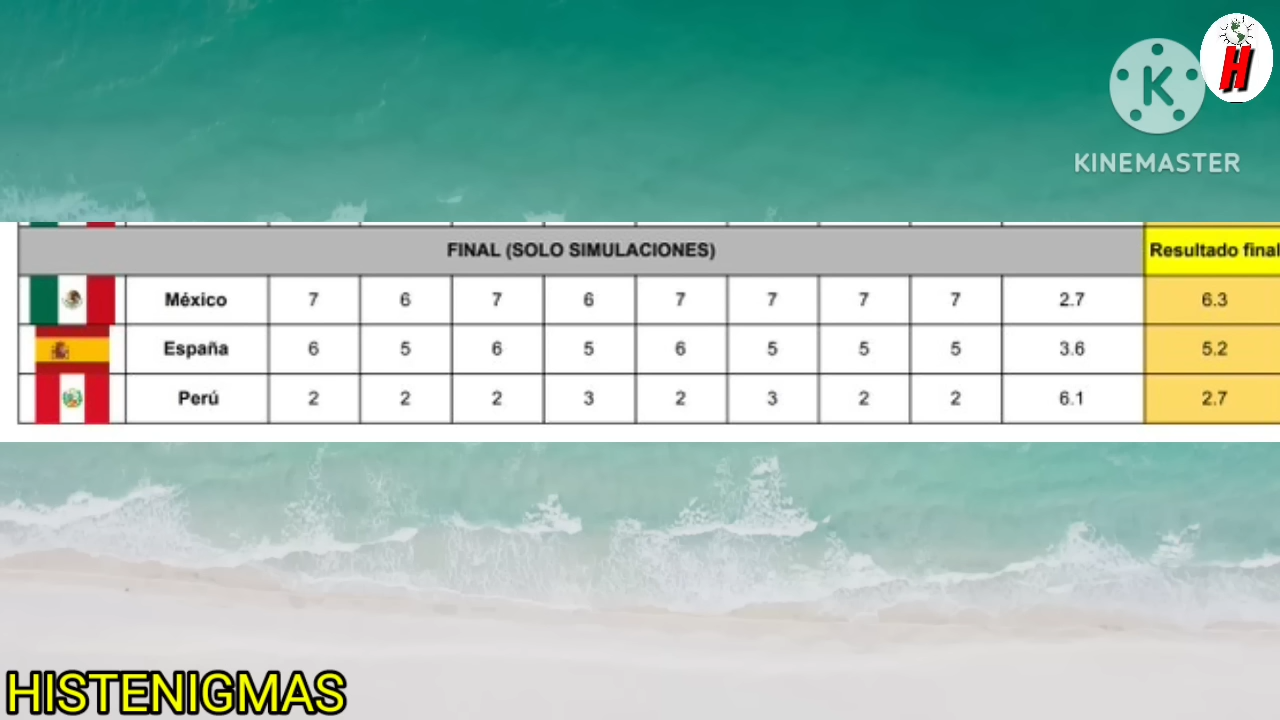 K
H
KINEMASTER
FINAL (SOLO SIMULACIONES) Resultado final
México 7 6 7 6 7 7 7 7 2.7 6.3
España 6 5 6 5 6 5 5 5 3.6 5.2
Perú 2 2 2 3 2 3 2 2 6.1 2.7
HISTENIGMAS